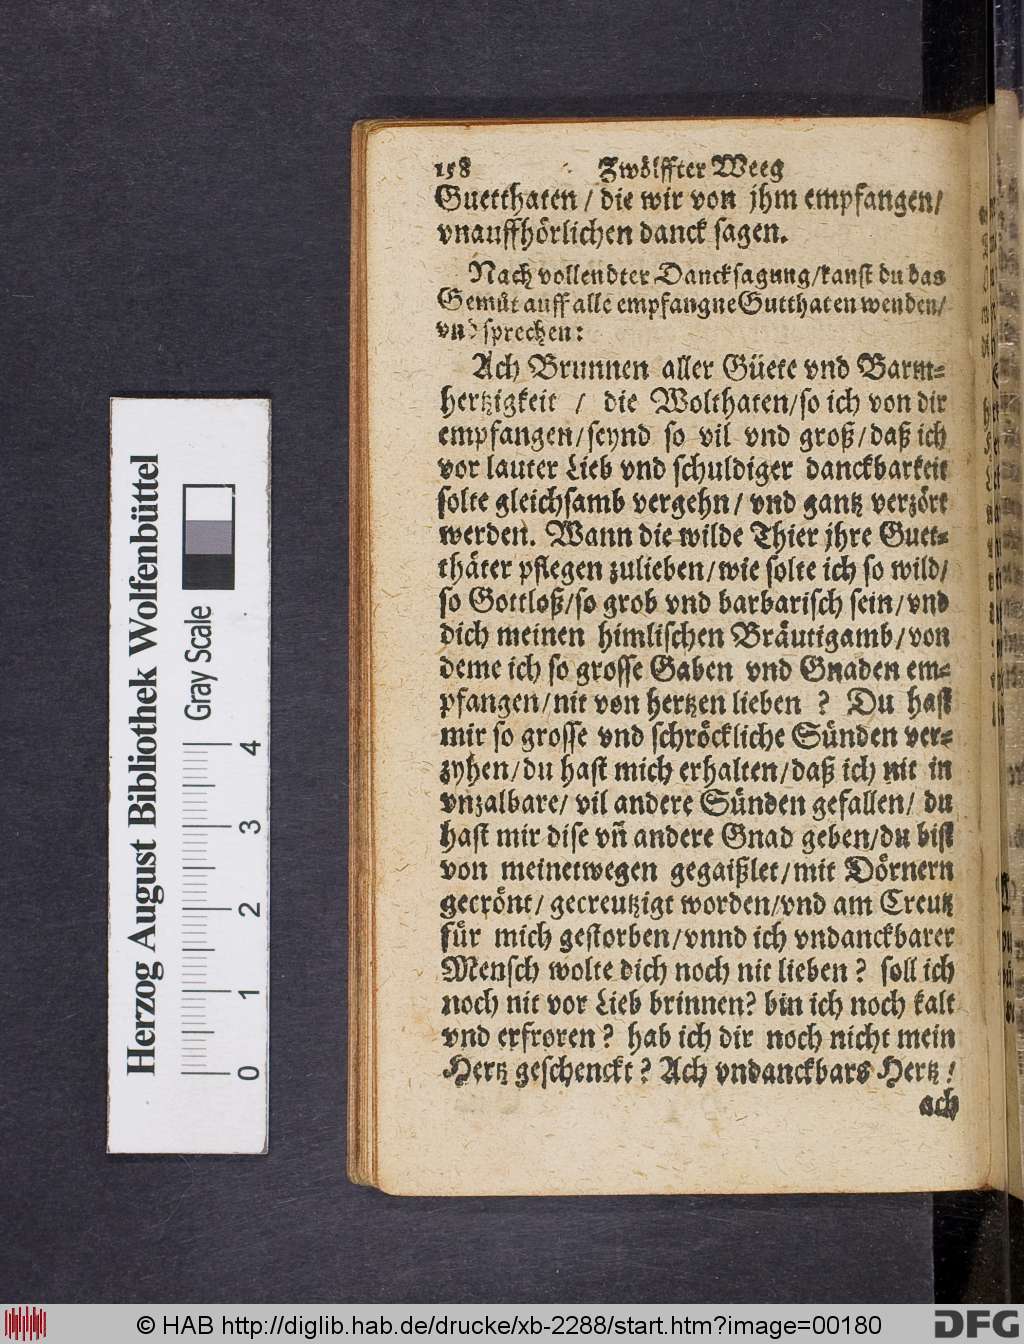 158 Zwölffter Weeg
Guetthaten / die wir von jhm empfangen/
vnauffhörlichen danck sagen.
Nach vollendter Dancksagung/kanst du das
Gemüt auff alle empfangne Gutthaten wenden/
vnd sprechen:
Ach Brunnen aller Güete vnd Barm-
hertzigkeit / die Wolthaten/so ich von dir
empfangen/seynd so vil vnd groß/daß ich
vor lauter Lieb vnd schuldiger danckbarkeit
solte gleichsamb vergehn/ vnd gantz verzört
werden. Wann die wilde Thier jhre Guet-
thäter pflegen zulieben/wie solte ich so wild/
so Gottloß/so grob vnd barbarisch sein/vnd
dich meinen himlischen Bräutigamb/von
deme ich so grosse Gaben vnd Gnaden em-
pfangen/nit von hertzen lieben ? Du hast
mir so grosse vnd schröckliche Sünden ver-
zyhen/du hast mich erhalten/daß ich nit in
vnzalbare/ vil andere Sünden gefallen/ du
hast mir dise vn̄ andere Gnad geben/du bist
von meinetwegen gegaißlet/mit Dörnern
gecrönt/ gecreutzigt worden/vnd am Creutz
für mich gestorben/vnnd ich vndanckbarer
Mensch wolte dich noch nit lieben ? soll ich
noch nit vor Lieb brinnen? bin ich noch kalt
vnd erfroren ? hab ich dir noch nicht mein
Hertz geschenckt ? Ach vndanckbars Hertz !
ach
Herzog August Bibliothek Wolfenbüttel
Gray Scale
0 1 2 3 4
© HAB http://diglib.hab.de/drucke/xb-2288/start.htm?image=00180
DFG